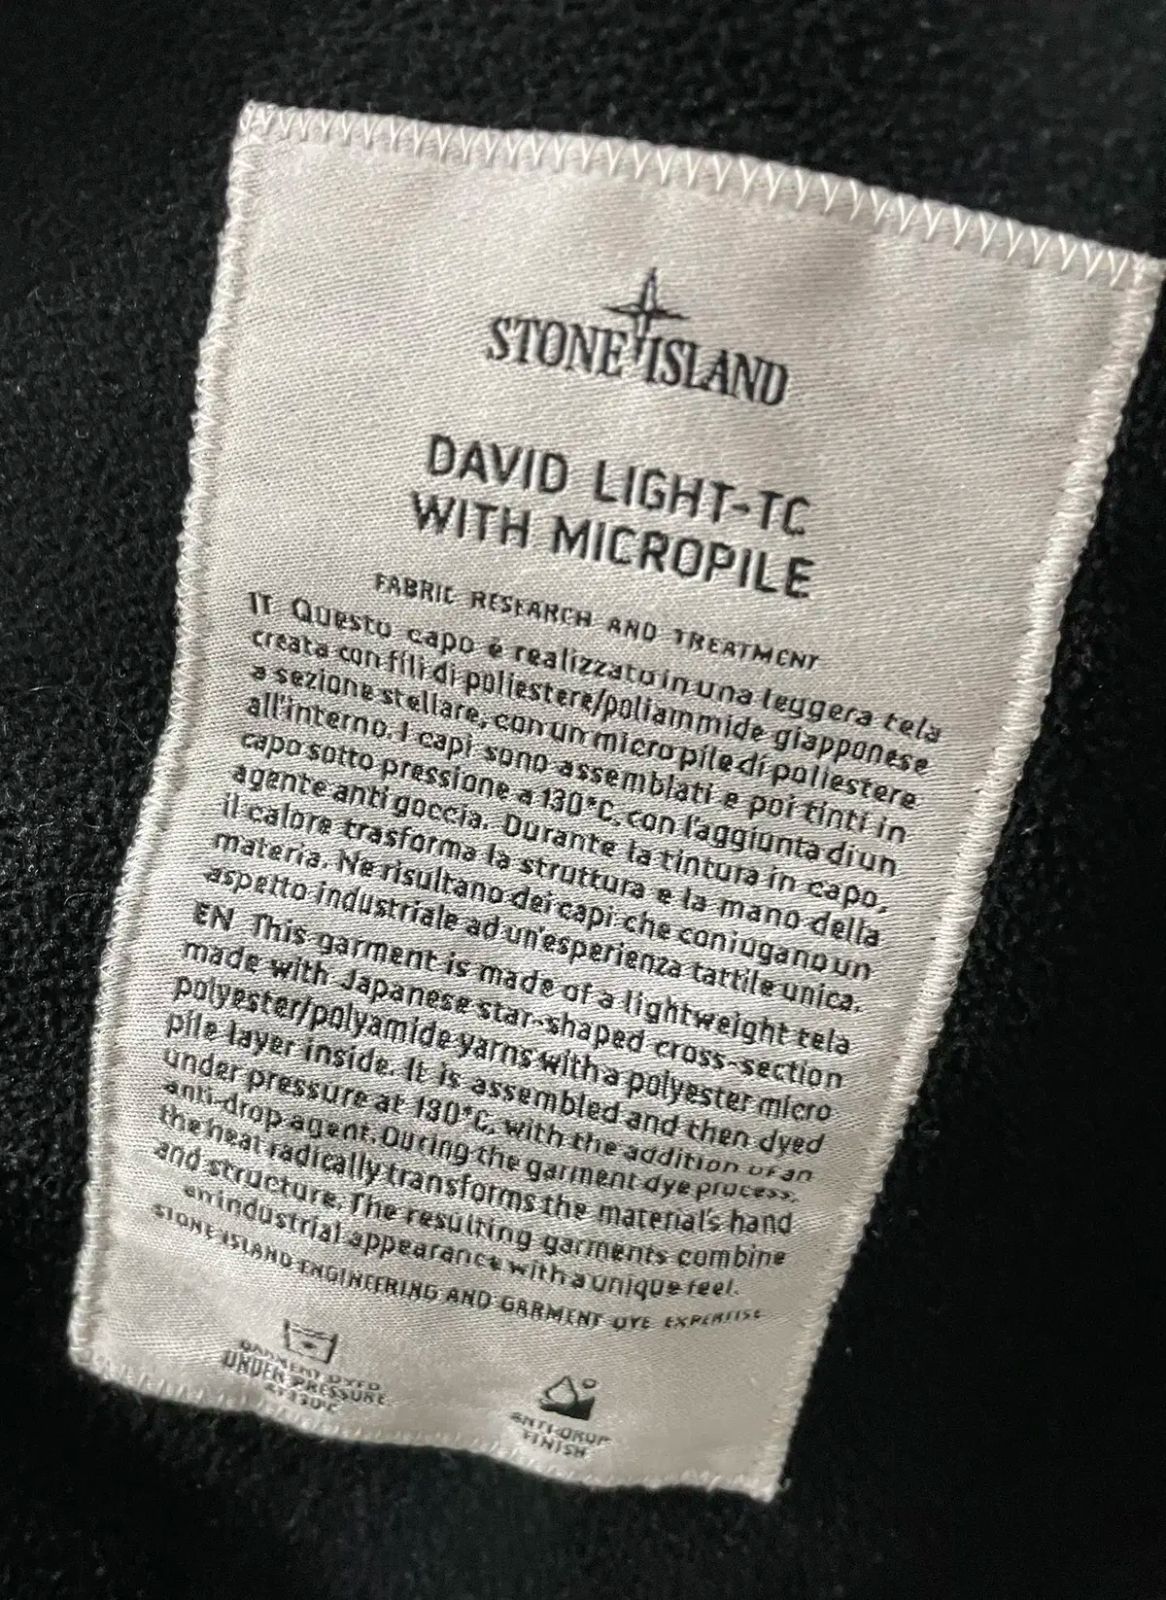 STONE ISLAND
DAVID LIGHT-TC
WITH MICROPILE
FABRIC RESEARCH AND TREATMENT
IT Questo capo è realizzato in una leggera tela
creata con fili di poliestere/poliammide giapponese
a sezione stellare, con un micro pile di poliestere
all'interno. I capi sono assemblati e poi tinti in
capo sotto pressione a 130°C, con l'aggiunta di un
agente anti goccia. Durante la tintura in capo,
il calore trasforma la struttura e la mano della
materia. Ne risultano dei capi che coniugano un
aspetto industriale ad un'esperienza tattile unica.
EN This garment is made of a lightweight tela
made with Japanese star-shaped cross-section
polyester/polyamide yarns with a polyester micro
pile layer inside. It is assembled and then dyed
under pressure at 130°C, with the addition of an
anti-drop agent. During the garment dye process,
the heat radically transforms the material's hand
and structure. The resulting garments combine
an industrial appearance with a unique feel.
STONE ISLAND ENGINEERING AND GARMENT DYE EXPERTISE
GARMENT DYED
UNDER PRESSURE
AT 130°C
ANTI-DROP
FINISH